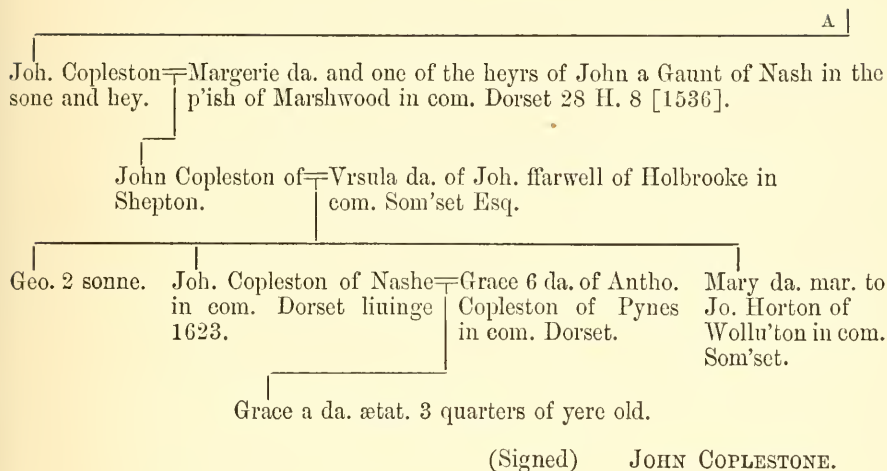 A
Joh. Copleston=Margerie da. and one of the heyrs of John a Gaunt of Nash in the
sone and hey. p'ish of Marshwood in com. Dorset 28 H. 8 [1536].
John Copleston of=Vrsula da. of Joh. ffarwell of Holbrooke in
Shepton. com. Som'set Esq.
Geo. 2 sonne. Joh. Copleston of Nashe=Grace 6 da. of Antho. Mary da. mar. to
in com. Dorset liuinge Copleston of Pynes Jo. Horton of
1623. in com. Dorset. Wollu'ton in com.
Som'set.
Grace a da. ætat. 3 quarters of yere old.
(Signed) JOHN COPLESTONE.